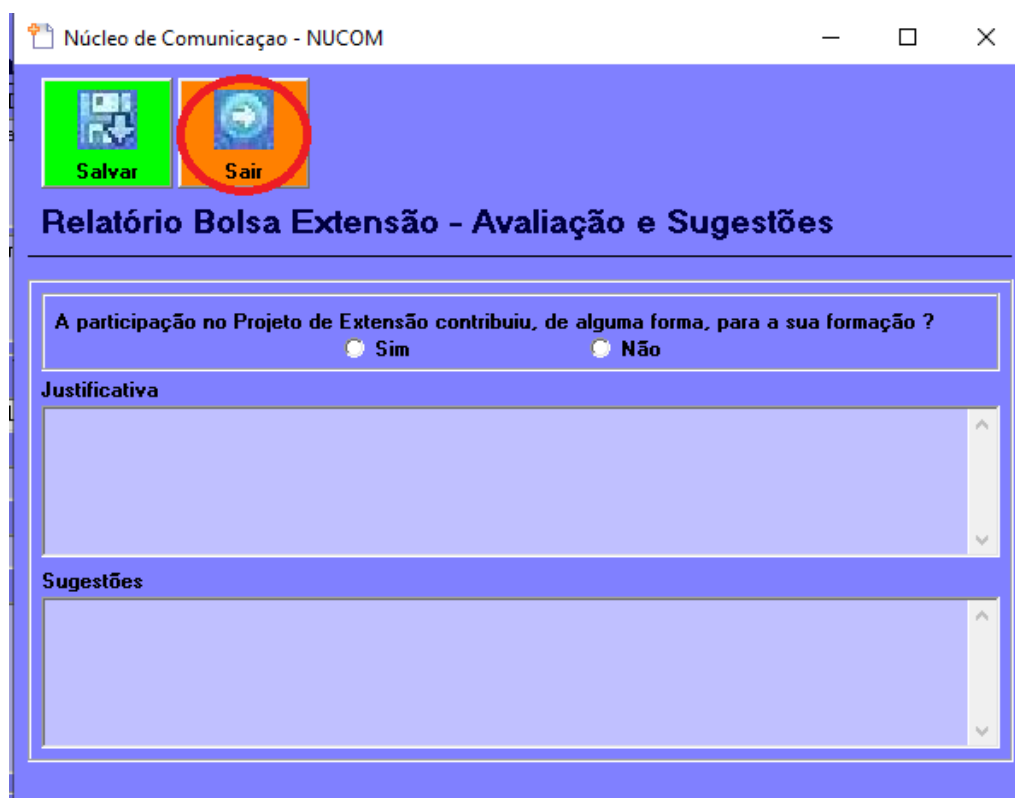 Núcleo de Comunicaçao - NUCOM
Salvar Sair
Relatório Bolsa Extensão - Avaliação e Sugestões
A participação no Projeto de Extensão contribuiu, de alguma forma, para a sua formação ?
Sim Não
Justificativa
Sugestões